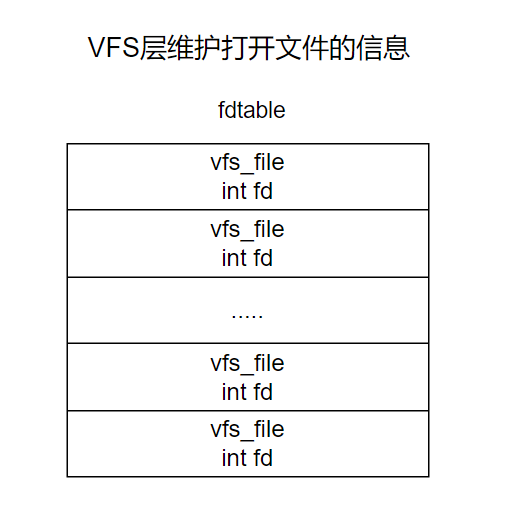 VFS层维护打开文件的信息
fdtable
vfs_file
int fd
vfs_file
int fd
.....
vfs_file
int fd
vfs_file
int fd